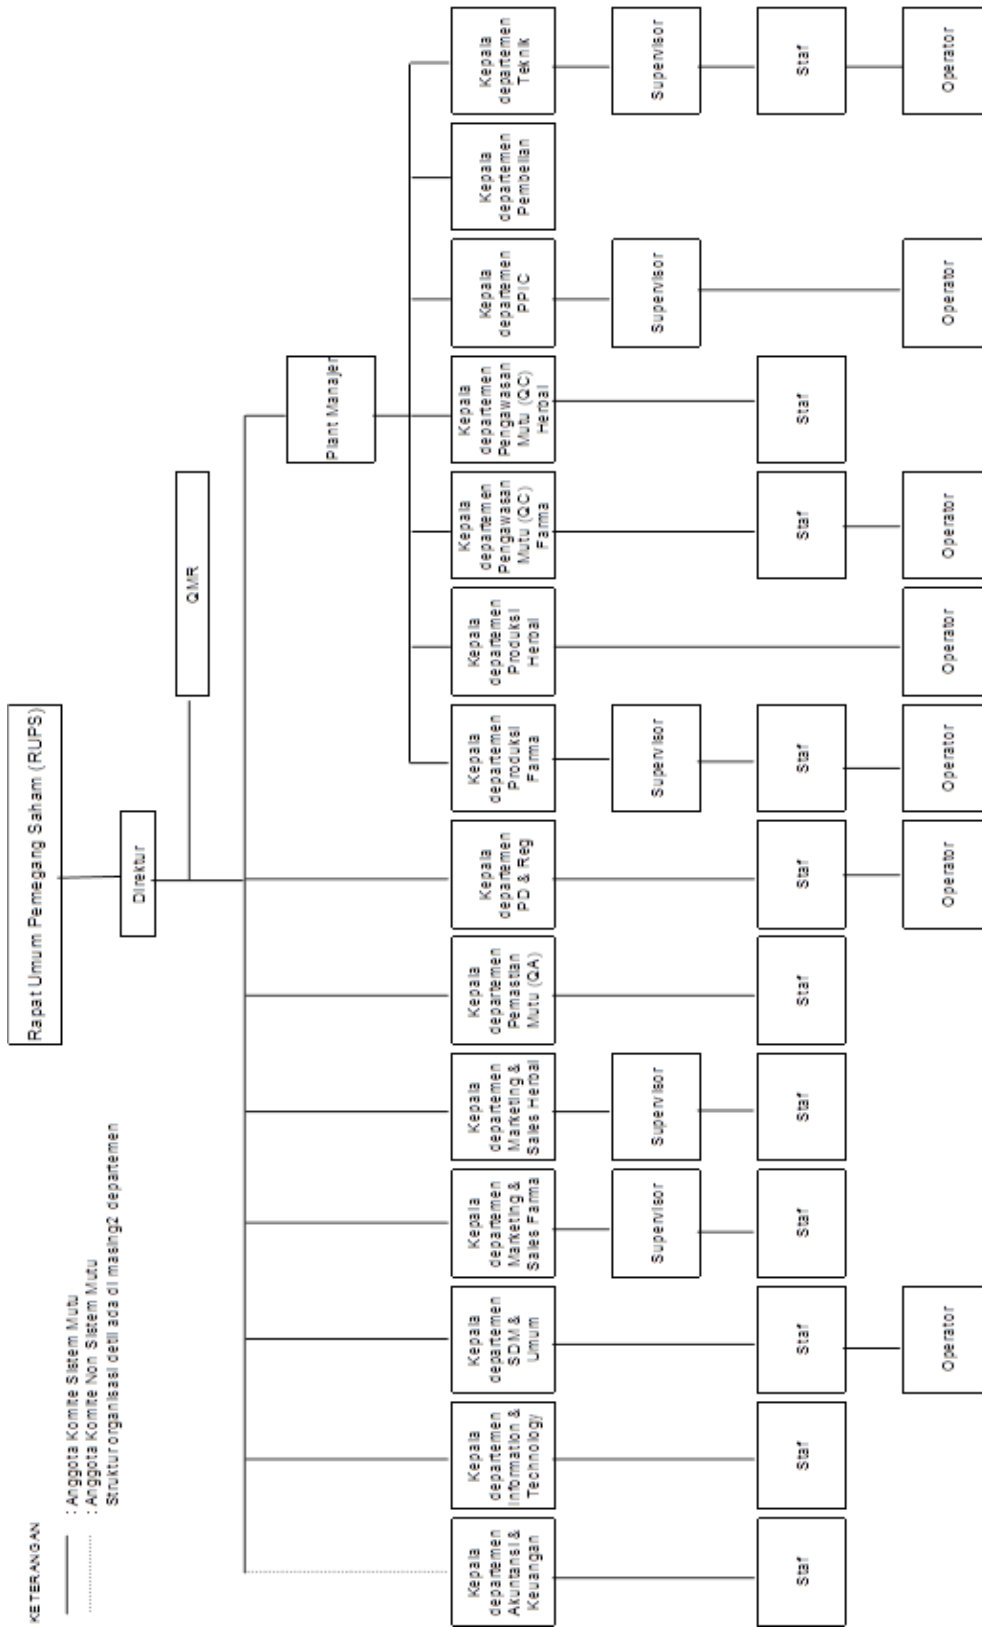 Rapat Umum Pemegang Saham (RUPS)
Direktur
QMR
Plant Manajer
KETERANGAN
: Anggota Komite Sistem Mutu
: Anggota Komite Non Sistem Mutu
Struktur organisasi detil ada di masing2 departemen
Kepala
departemen
Akuntansi &
Keuangan
Kepala
departemen
Information &
Technology
Kepala
departemen
SDM &
Umum
Kepala
departemen
Marketing &
Sales Farma
Kepala
departemen
Marketing &
Sales Herbal
Kepala
departemen
Pemastian
Mutu (QA)
Kepala
departemen
PD & Reg
Kepala
departemen
Produksi
Farma
Kepala
departemen
Produksi
Herbal
Kepala
departemen
Pengawasan
Mutu (QC)
Farma
Kepala
departemen
Pengawasan
Mutu (QC)
Herbal
Kepala
departemen
PPIC
Kepala
departemen
Pembelian
Kepala
departemen
Teknik
Supervisor
Supervisor
Supervisor
Supervisor
Supervisor
Staf
Staf
Staf
Staf
Staf
Staf
Staf
Staf
Staf
Staf
Staf
Operator
Operator
Operator
Operator
Operator
Operator
Operator